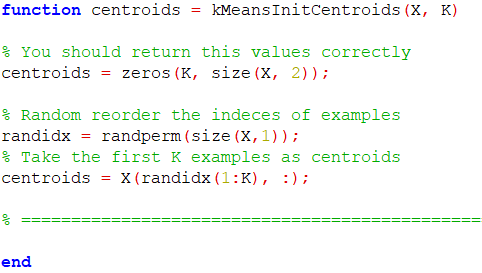 function centroids = kMeansInitCentroids(X, K)
% You should return this values correctly
centroids = zeros(K, size(X, 2));
% Random reorder the indeces of examples
randidx = randperm(size(X,1));
% Take the first K examples as centroids
centroids = X(randidx(1:K), :);
% ==============================================
end